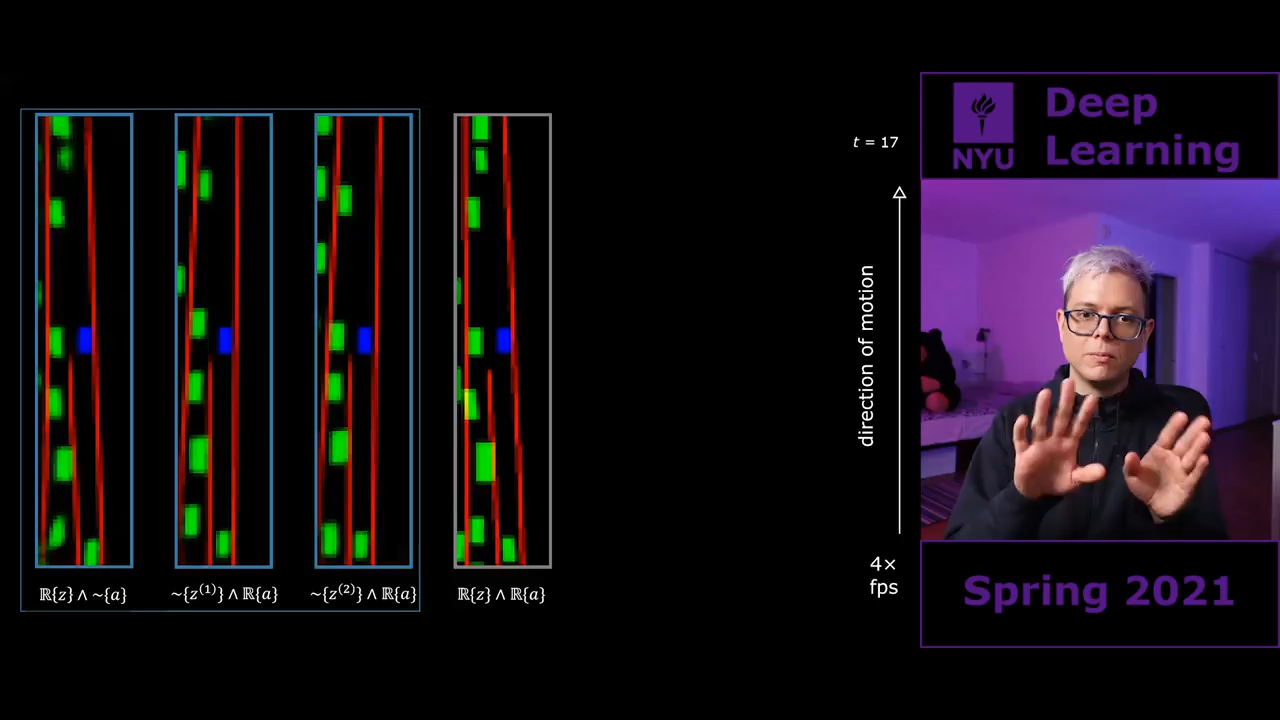 ℝ{z} ∧ ~{a}
~{z⁽¹⁾} ∧ ℝ{a}
~{z⁽²⁾} ∧ ℝ{a}
ℝ{z} ∧ ℝ{a}
t = 17
direction of motion
4×
fps
NYU
Deep
Learning
Spring 2021